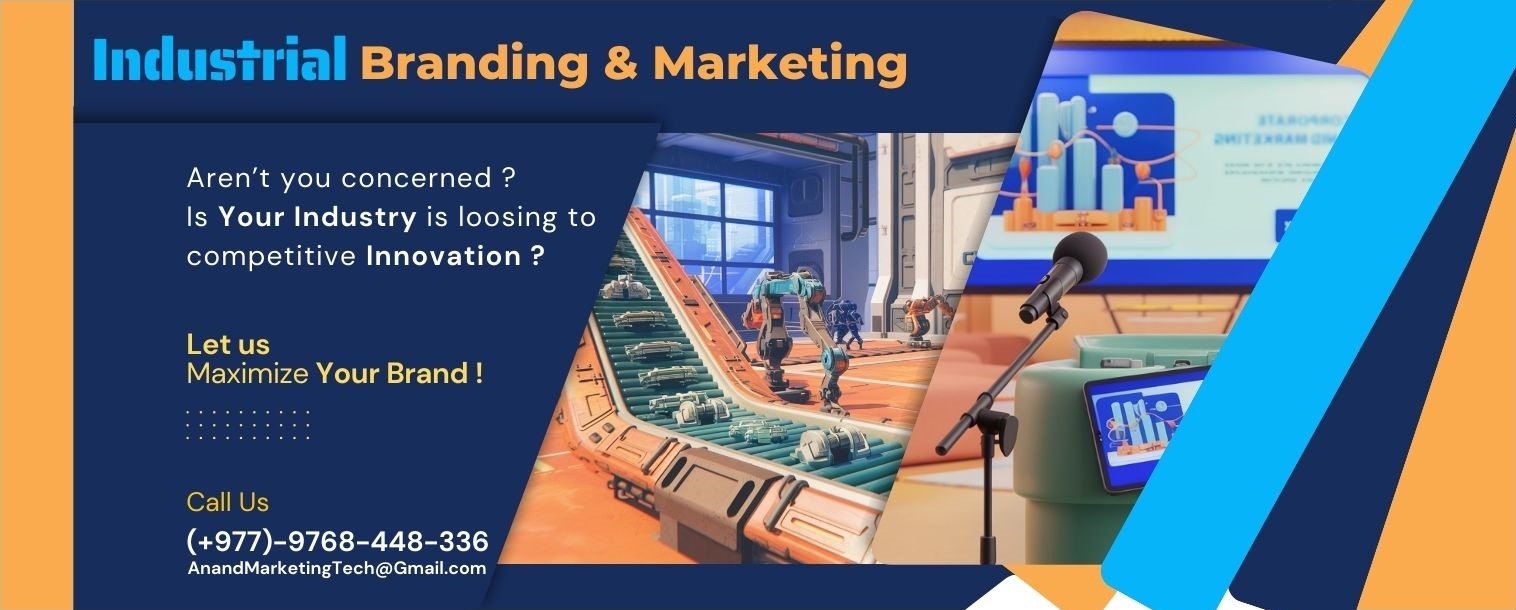 Industrial Branding & Marketing
Aren't you concerned ?
Is Your Industry is loosing to
competitive Innovation ?
Let us
Maximize Your Brand !
Call Us
(+977)-9768-448-336
AnandMarketingTech@Gmail.com